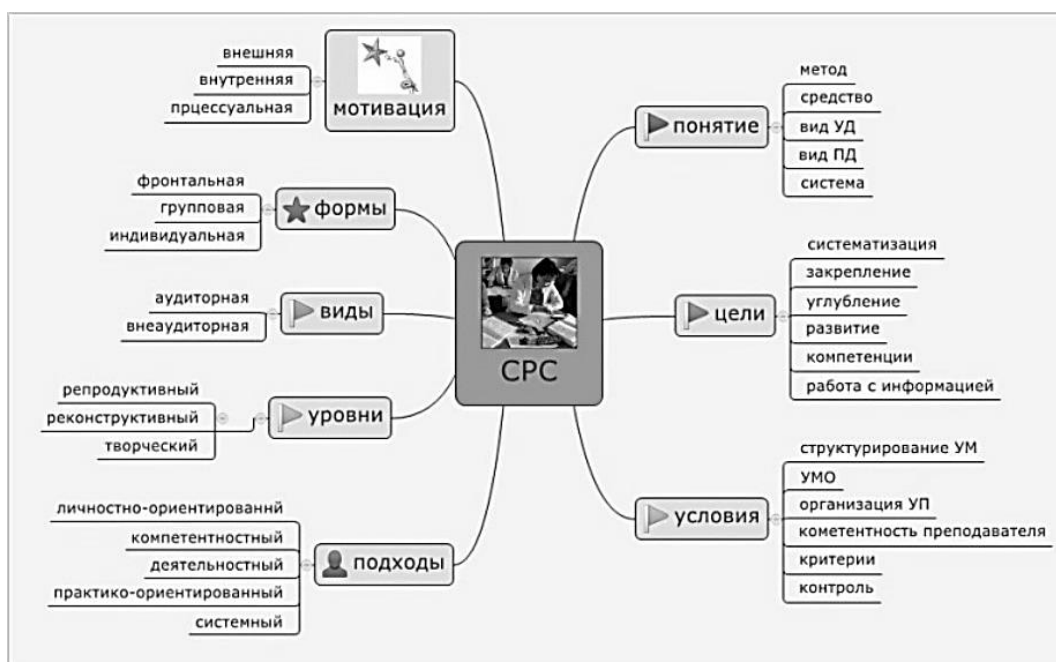 внешняя
внутренняя
прцессуальная
мотивация
фронтальная
групповая
индивидуальная
формы
аудиторная
внеаудиторная
виды
репродуктивный
реконструктивный
творческий
уровни
личностно-ориентированнй
компетентностный
деятельностный
практико-ориентированный
системный
подходы
СРС
понятие
метод
средство
вид УД
вид ПД
система
цели
систематизация
закрепление
углубление
развитие
компетенции
работа с информацией
условия
структурирование УМ
УМО
организация УП
кометентность преподавателя
критерии
контроль